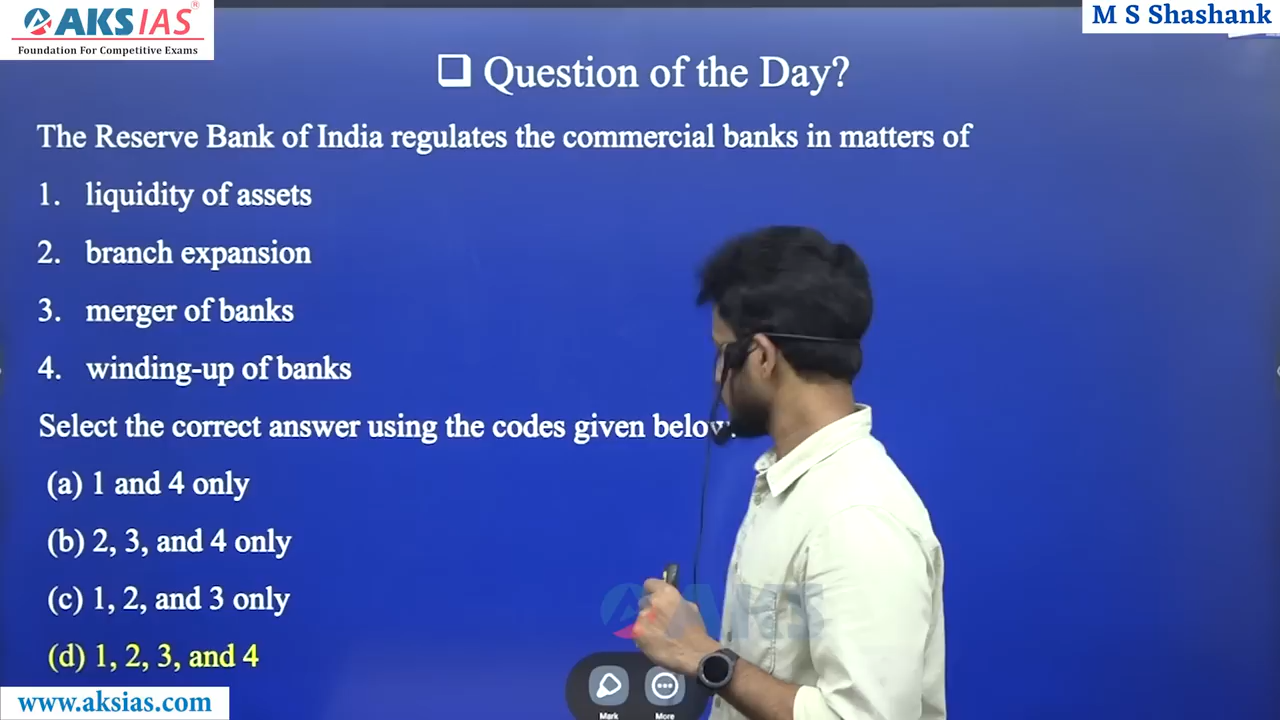 AKSIAS®
Foundation For Competitive Exams
M S Shashank
❑ Question of the Day?
The Reserve Bank of India regulates the commercial banks in matters of
1. liquidity of assets
2. branch expansion
3. merger of banks
4. winding-up of banks
Select the correct answer using the codes given below.
(a) 1 and 4 only
(b) 2, 3, and 4 only
(c) 1, 2, and 3 only
(d) 1, 2, 3, and 4
AKS
Mark More
www.aksias.com